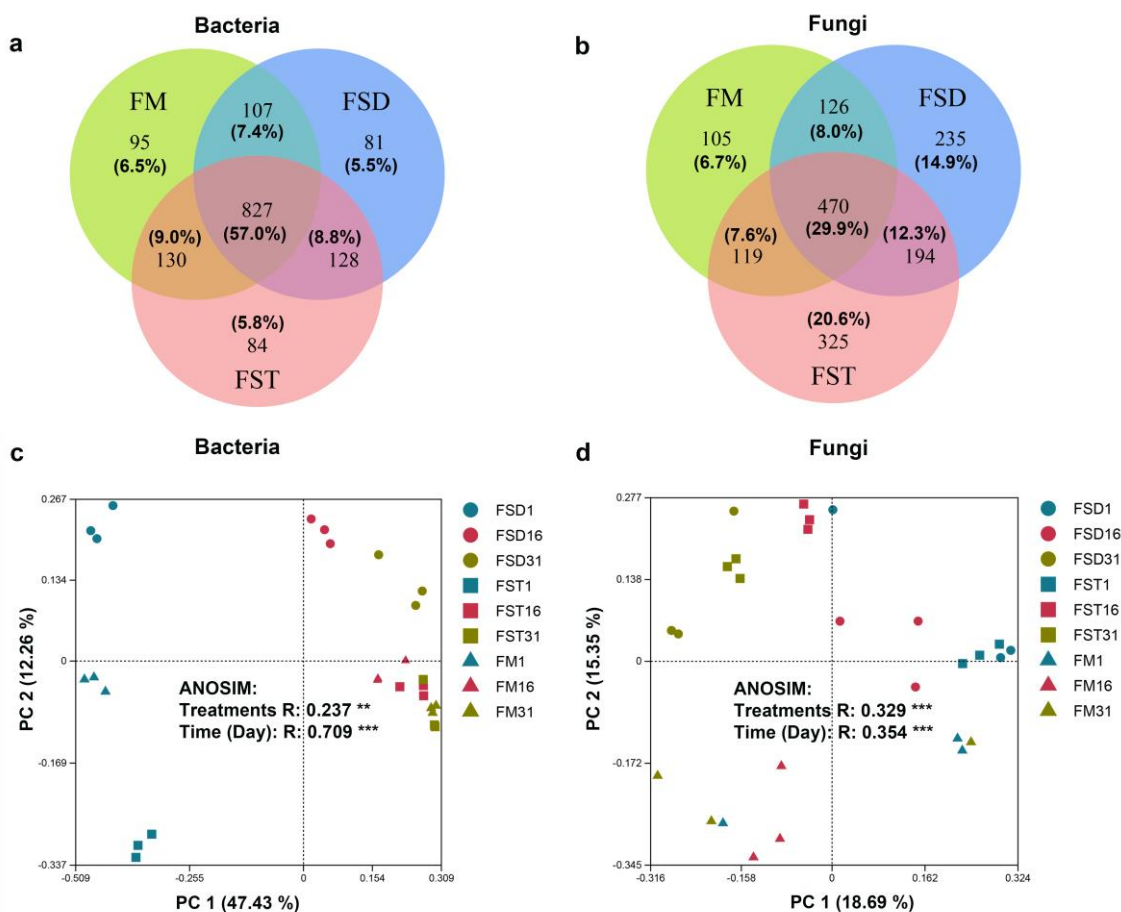 Bacteria
a
FM
95
(6.5%)
107
(7.4%)
FSD
81
(5.5%)
827
(57.0%)
(9.0%)
130
(8.8%)
128
(5.8%)
84
FST
Fungi
b
FM
105
(6.7%)
126
(8.0%)
FSD
235
(14.9%)
470
(29.9%)
(7.6%)
119
(12.3%)
194
(20.6%)
325
FST
Bacteria
c
PC 2 (12.26 %)
0.267
0.134
0
-0.169
-0.337
ANOSIM:
Treatments R: 0.237 **
Time (Day): R: 0.709 ***
-0.509
-0.255
0
0.154
0.309
PC 1 (47.43 %)
FSD1
FSD16
FSD31
FST1
FST16
FST31
FM1
FM16
FM31
Fungi
d
PC 2 (15.35 %)
0.277
0.138
0
-0.172
-0.345
ANOSIM:
Treatments R: 0.329 ***
Time (Day): R: 0.354 ***
-0.316
-0.158
0
0.162
0.324
PC 1 (18.69 %)
FSD1
FSD16
FSD31
FST1
FST16
FST31
FM1
FM16
FM31